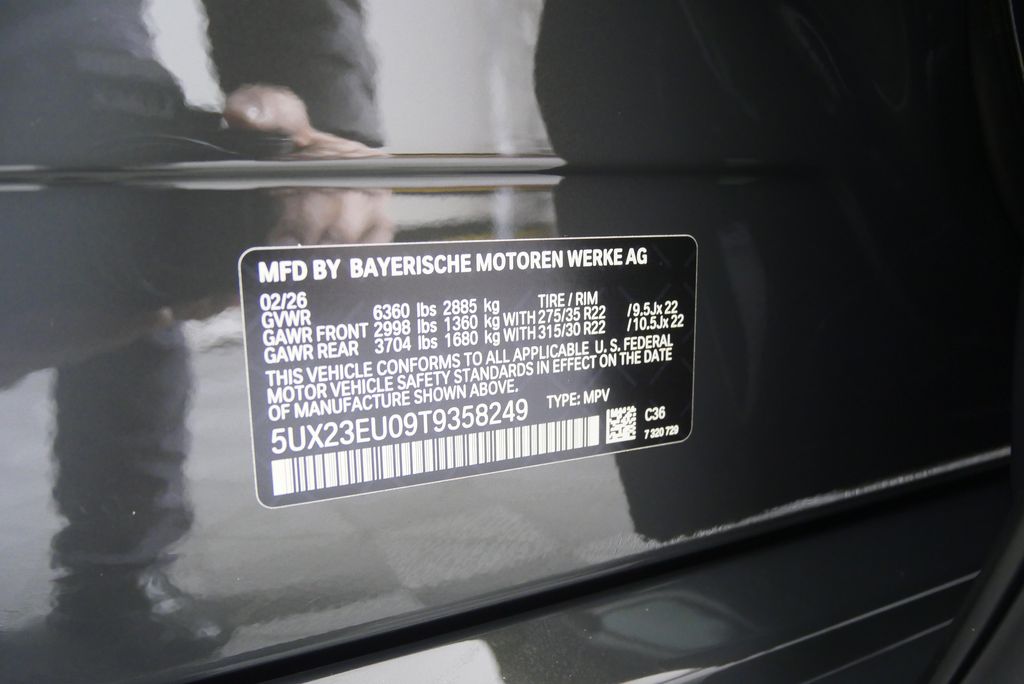 MFD BY BAYERISCHE MOTOREN WERKE AG
02/26 TIRE / RIM
GVWR 6360 lbs 2885 kg
GAWR FRONT 2998 lbs 1360 kg WITH 275/35 R22 /9.5Jx 22
GAWR REAR 3704 lbs 1680 kg WITH 315/30 R22 /10.5Jx 22
THIS VEHICLE CONFORMS TO ALL APPLICABLE U.S. FEDERAL
MOTOR VEHICLE SAFETY STANDARDS IN EFFECT ON THE DATE
OF MANUFACTURE SHOWN ABOVE.
5UX23EU09T9358249 TYPE: MPV
C36
7 320 729